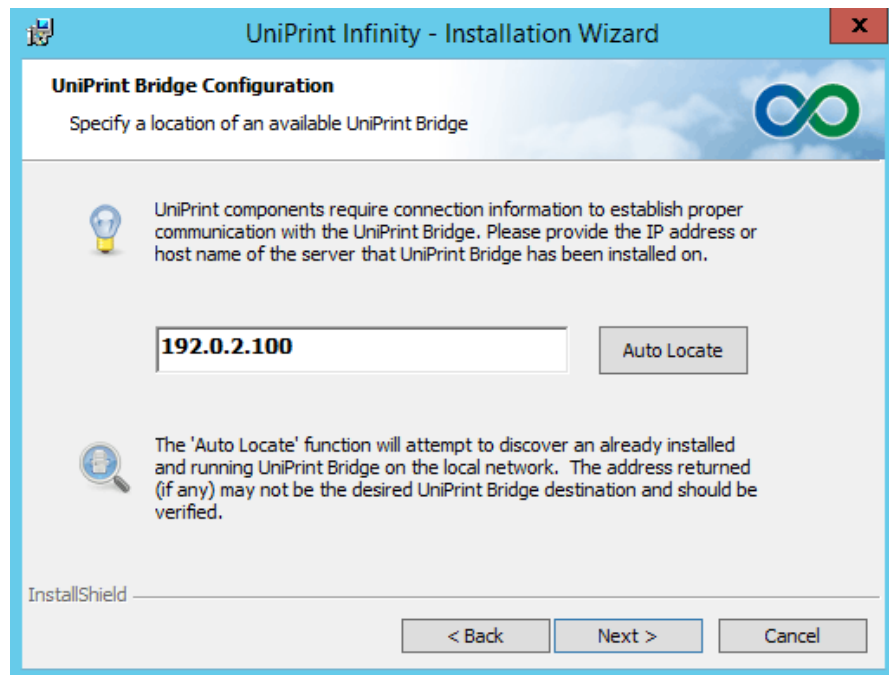 UniPrint Infinity - Installation Wizard
x
UniPrint Bridge Configuration
Specify a location of an available UniPrint Bridge
UniPrint components require connection information to establish proper
communication with the UniPrint Bridge. Please provide the IP address or
host name of the server that UniPrint Bridge has been installed on.
192.0.2.100
Auto Locate
The 'Auto Locate' function will attempt to discover an already installed
and running UniPrint Bridge on the local network.  The address returned
(if any) may not be the desired UniPrint Bridge destination and should be
verified.
InstallShield
< Back
Next >
Cancel